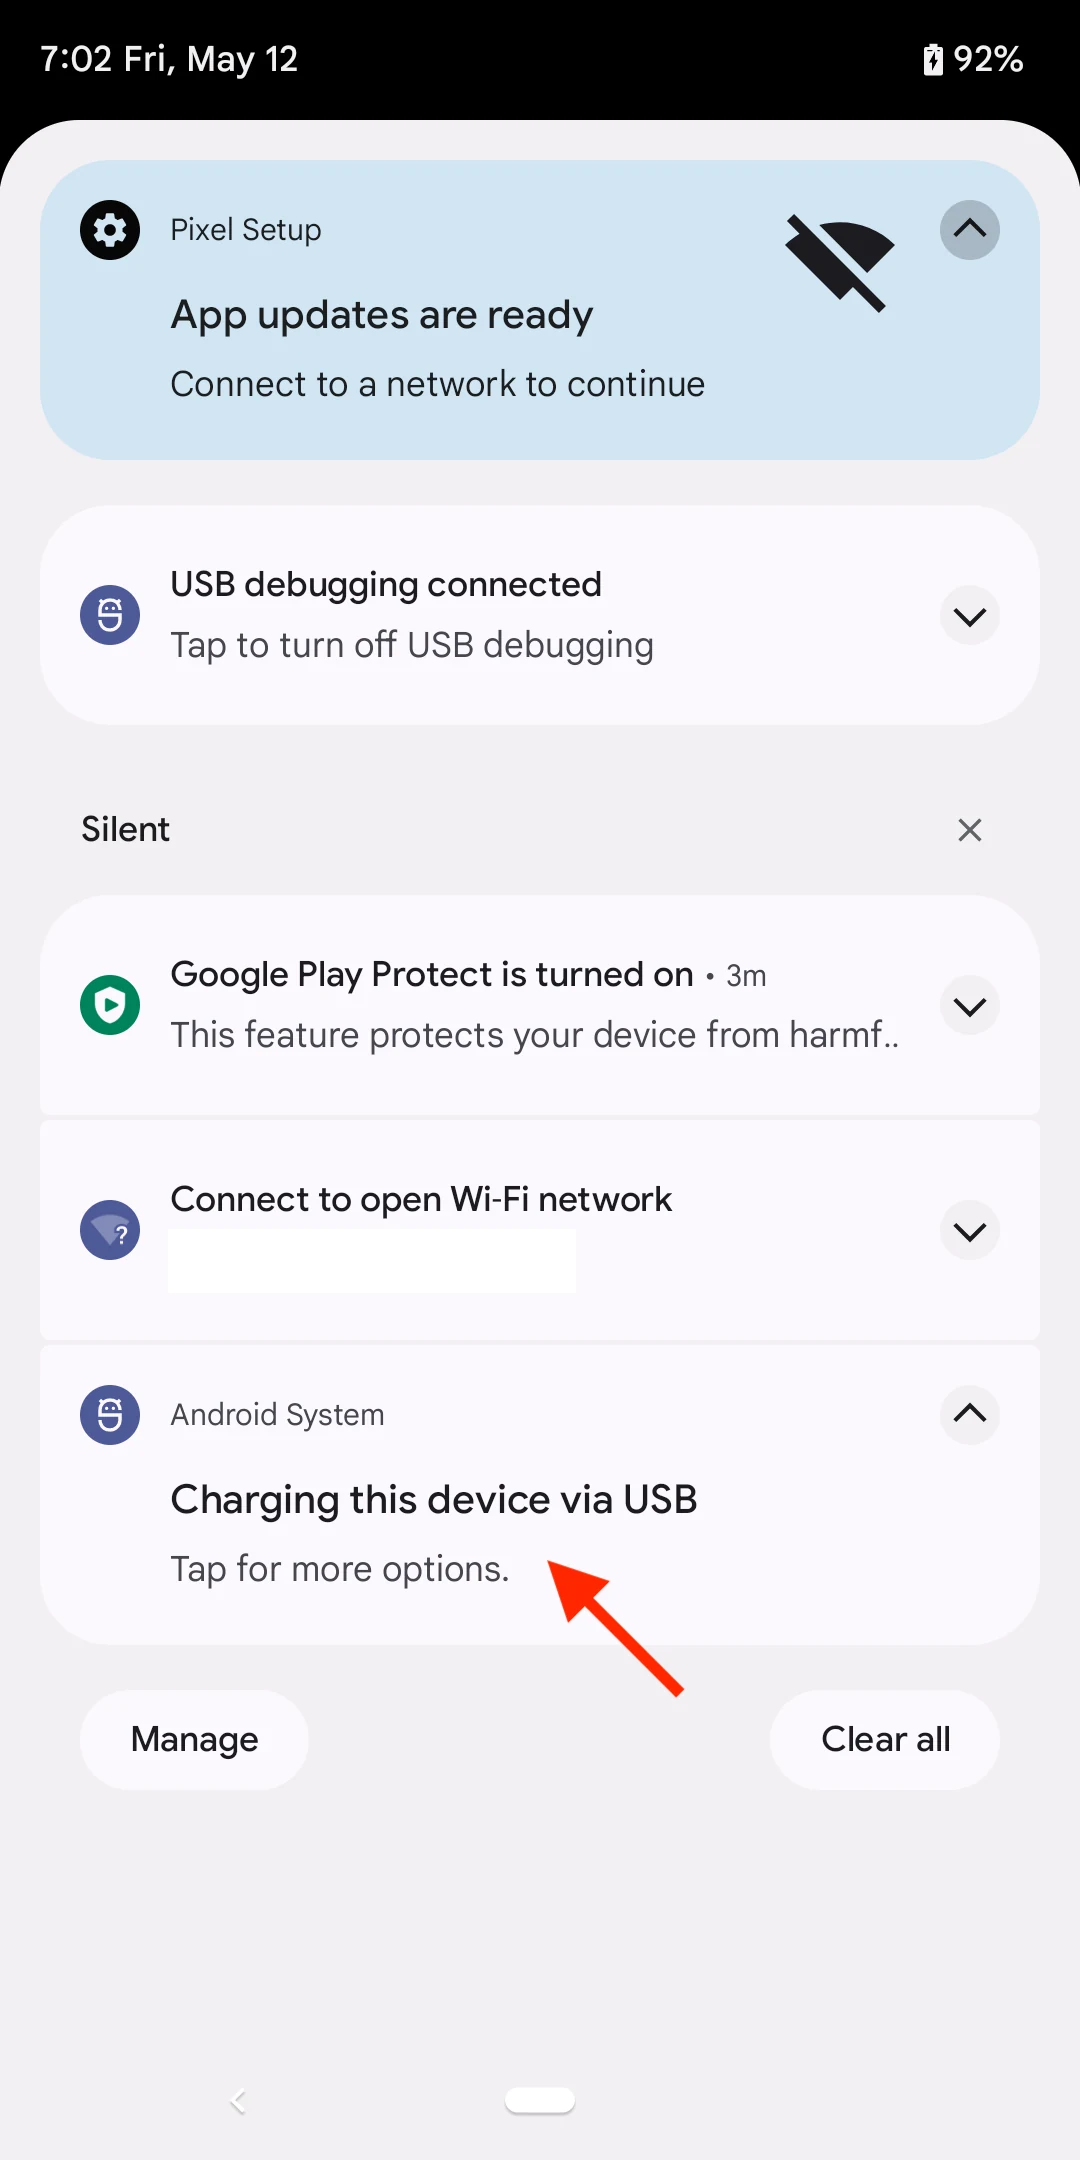 7:02 Fri, May 12
92%
Pixel Setup
App updates are ready
Connect to a network to continue
USB debugging connected
Tap to turn off USB debugging
Silent
Google Play Protect is turned on • 3m
This feature protects your device from harmf..
Connect to open Wi-Fi network
?
Android System
Charging this device via USB
Tap for more options.
Manage
Clear all